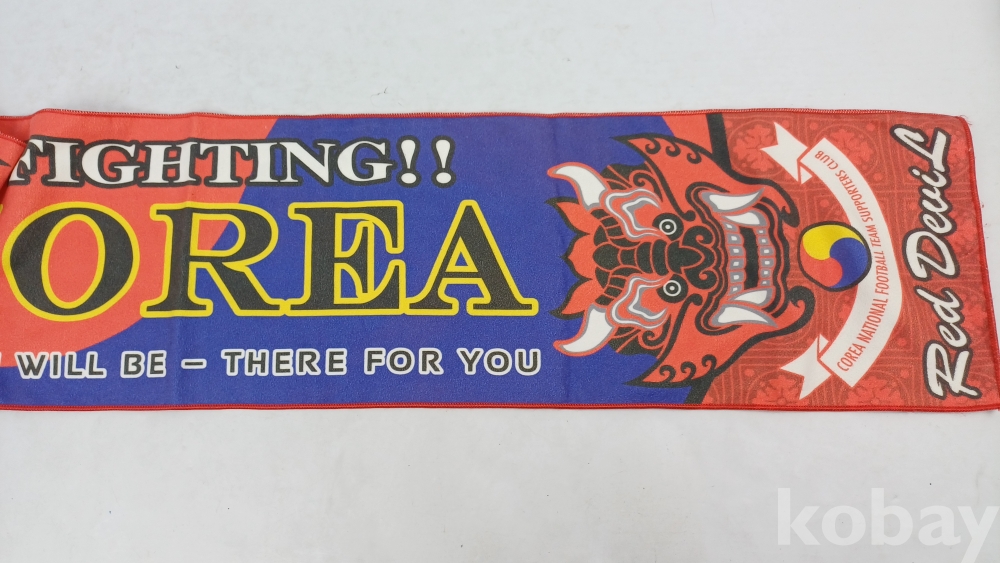 FIGHTING!!
OREA
WILL BE – THERE FOR YOU
COREA NATIONAL FOOTBALL TEAM SUPPORTERS CLUB
Red DeviL
kobay